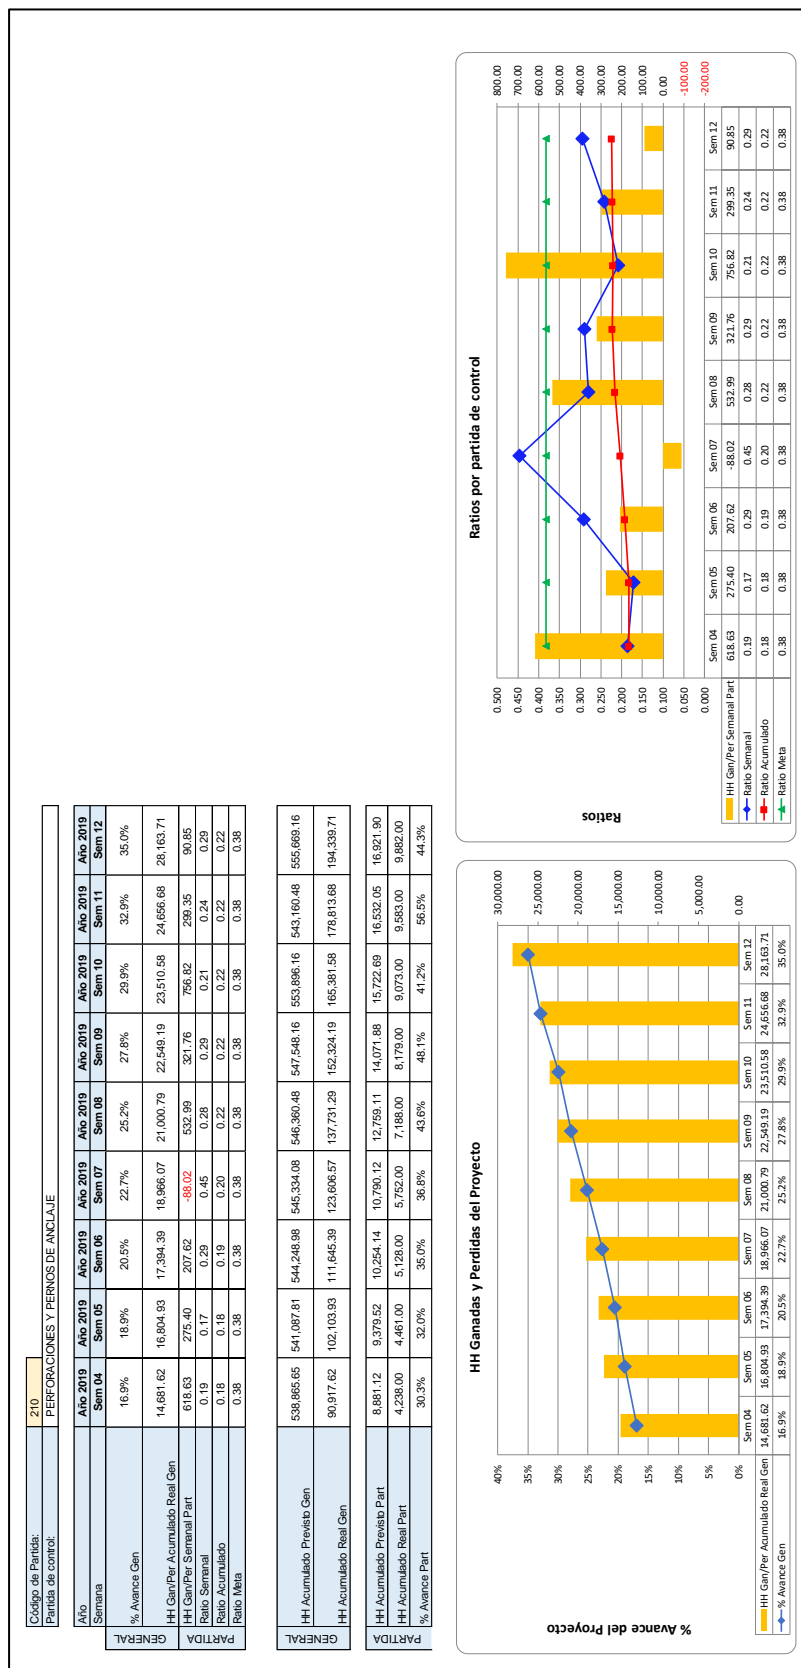 Código de Partida: 210
Partida de control: PERFORACIONES Y PERNOS DE ANCLAJE
Año Año 2019 Año 2019 Año 2019 Año 2019 Año 2019 Año 2019 Año 2019 Año 2019 Año 2019
Semana Sem 04 Sem 05 Sem 06 Sem 07 Sem 08 Sem 09 Sem 10 Sem 11 Sem 12
GENERAL
% Avance Gen 16.9% 18.9% 20.5% 22.7% 25.2% 27.8% 29.9% 32.9% 35.0%
HH Gan/Per Acumulado Real Gen 14,681.62 16,804.93 17,394.39 18,966.07 21,000.79 22,549.19 23,510.58 24,656.68 28,163.71
PARTIDA
HH Gan/Per Semanal Part 618.63 275.40 207.62 -88.02 532.99 321.76 756.82 299.35 90.85
Ratio Semanal 0.19 0.17 0.29 0.45 0.28 0.29 0.21 0.24 0.29
Ratio Acumulado 0.18 0.18 0.19 0.20 0.22 0.22 0.22 0.22 0.22
Ratio Meta 0.38 0.38 0.38 0.38 0.38 0.38 0.38 0.38 0.38
GENERAL
HH Acumulado Previsto Gen 538,865.65 541,087.81 544,248.98 545,334.08 546,360.48 547,548.16 553,896.16 543,160.48 555,669.16
HH Acumulado Real Gen 90,917.62 102,103.93 111,645.39 123,606.57 137,731.29 152,324.19 165,381.58 178,813.68 194,339.71
PARTIDA
HH Acumulado Previsto Part 8,881.12 9,379.52 10,254.14 10,790.12 12,759.11 14,071.88 15,722.69 16,532.05 16,921.90
HH Acumulado Real Part 4,238.00 4,461.00 5,128.00 5,752.00 7,186.00 8,179.00 9,073.00 9,583.00 9,882.00
% Avance Part 30.3% 32.0% 35.0% 36.8% 43.6% 48.1% 41.2% 56.5% 44.3%
HH Ganadas y Perdidas del Proyecto
% Avance del Proyecto
40% 30,000.00
35% 25,000.00
30% 20,000.00
25%
20% 15,000.00
15% 10,000.00
10%
5% 5,000.00
0% 0.00
Sem 04 Sem 05 Sem 06 Sem 07 Sem 08 Sem 09 Sem 10 Sem 11 Sem 12
HH Gan/Per Acumulado Real Gen 14,681.62 16,804.93 17,394.39 18,966.07 21,000.79 22,549.19 23,510.58 24,656.68 28,163.71
% Avance Gen 16.9% 18.9% 20.5% 22.7% 25.2% 27.8% 29.9% 32.9% 35.0%
Ratios por partida de control
Ratios
0.500 800.00
0.450 700.00
0.400 600.00
0.350 500.00
0.300 400.00
0.250 300.00
0.200 200.00
0.150 100.00
0.100 0.00
0.050 -100.00
0.000 -200.00
Sem 04 Sem 05 Sem 06 Sem 07 Sem 08 Sem 09 Sem 10 Sem 11 Sem 12
HH Gan/Per Semanal Part 618.63 275.40 207.62 -88.02 532.99 321.76 756.82 299.35 90.85
Ratio Semanal 0.19 0.17 0.29 0.45 0.28 0.29 0.21 0.24 0.29
Ratio Acumulado 0.18 0.18 0.19 0.20 0.22 0.22 0.22 0.22 0.22
Ratio Meta 0.38 0.38 0.38 0.38 0.38 0.38 0.38 0.38 0.38